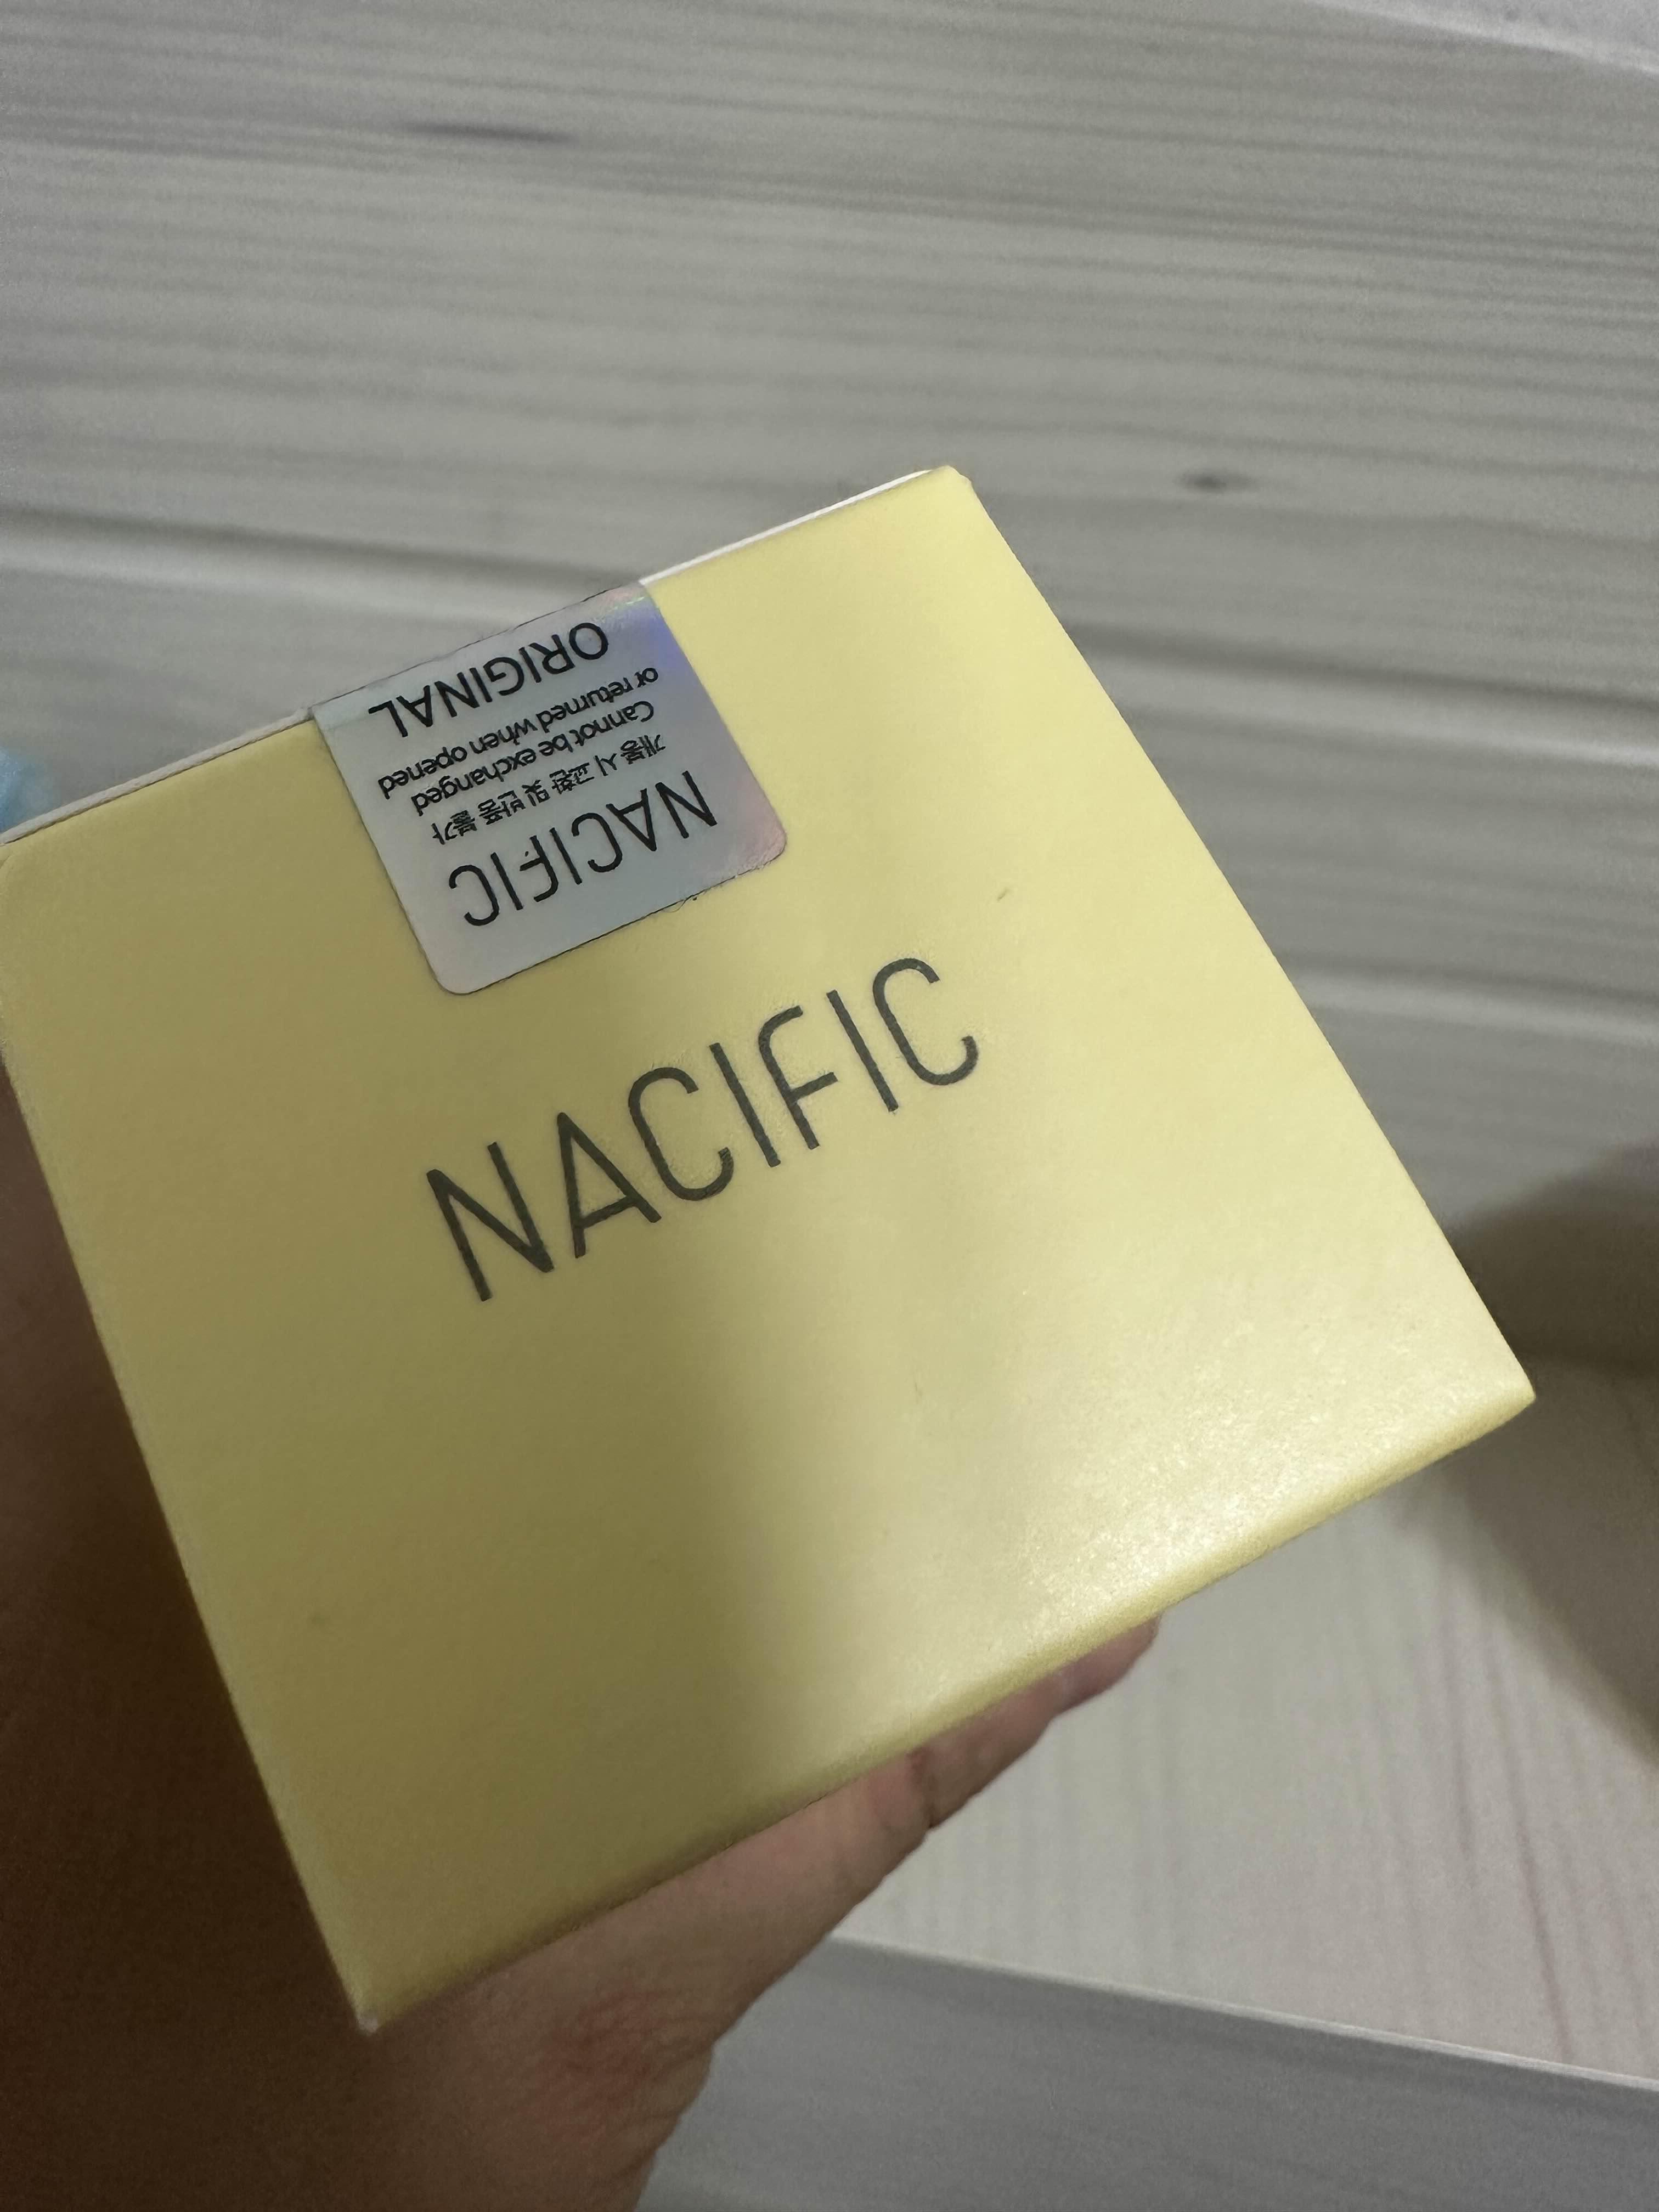 NACIFIC
개봉 시 교환 및 반품 불가
Cannot be exchanged
or returned when opened
ORIGINAL
NACIFIC